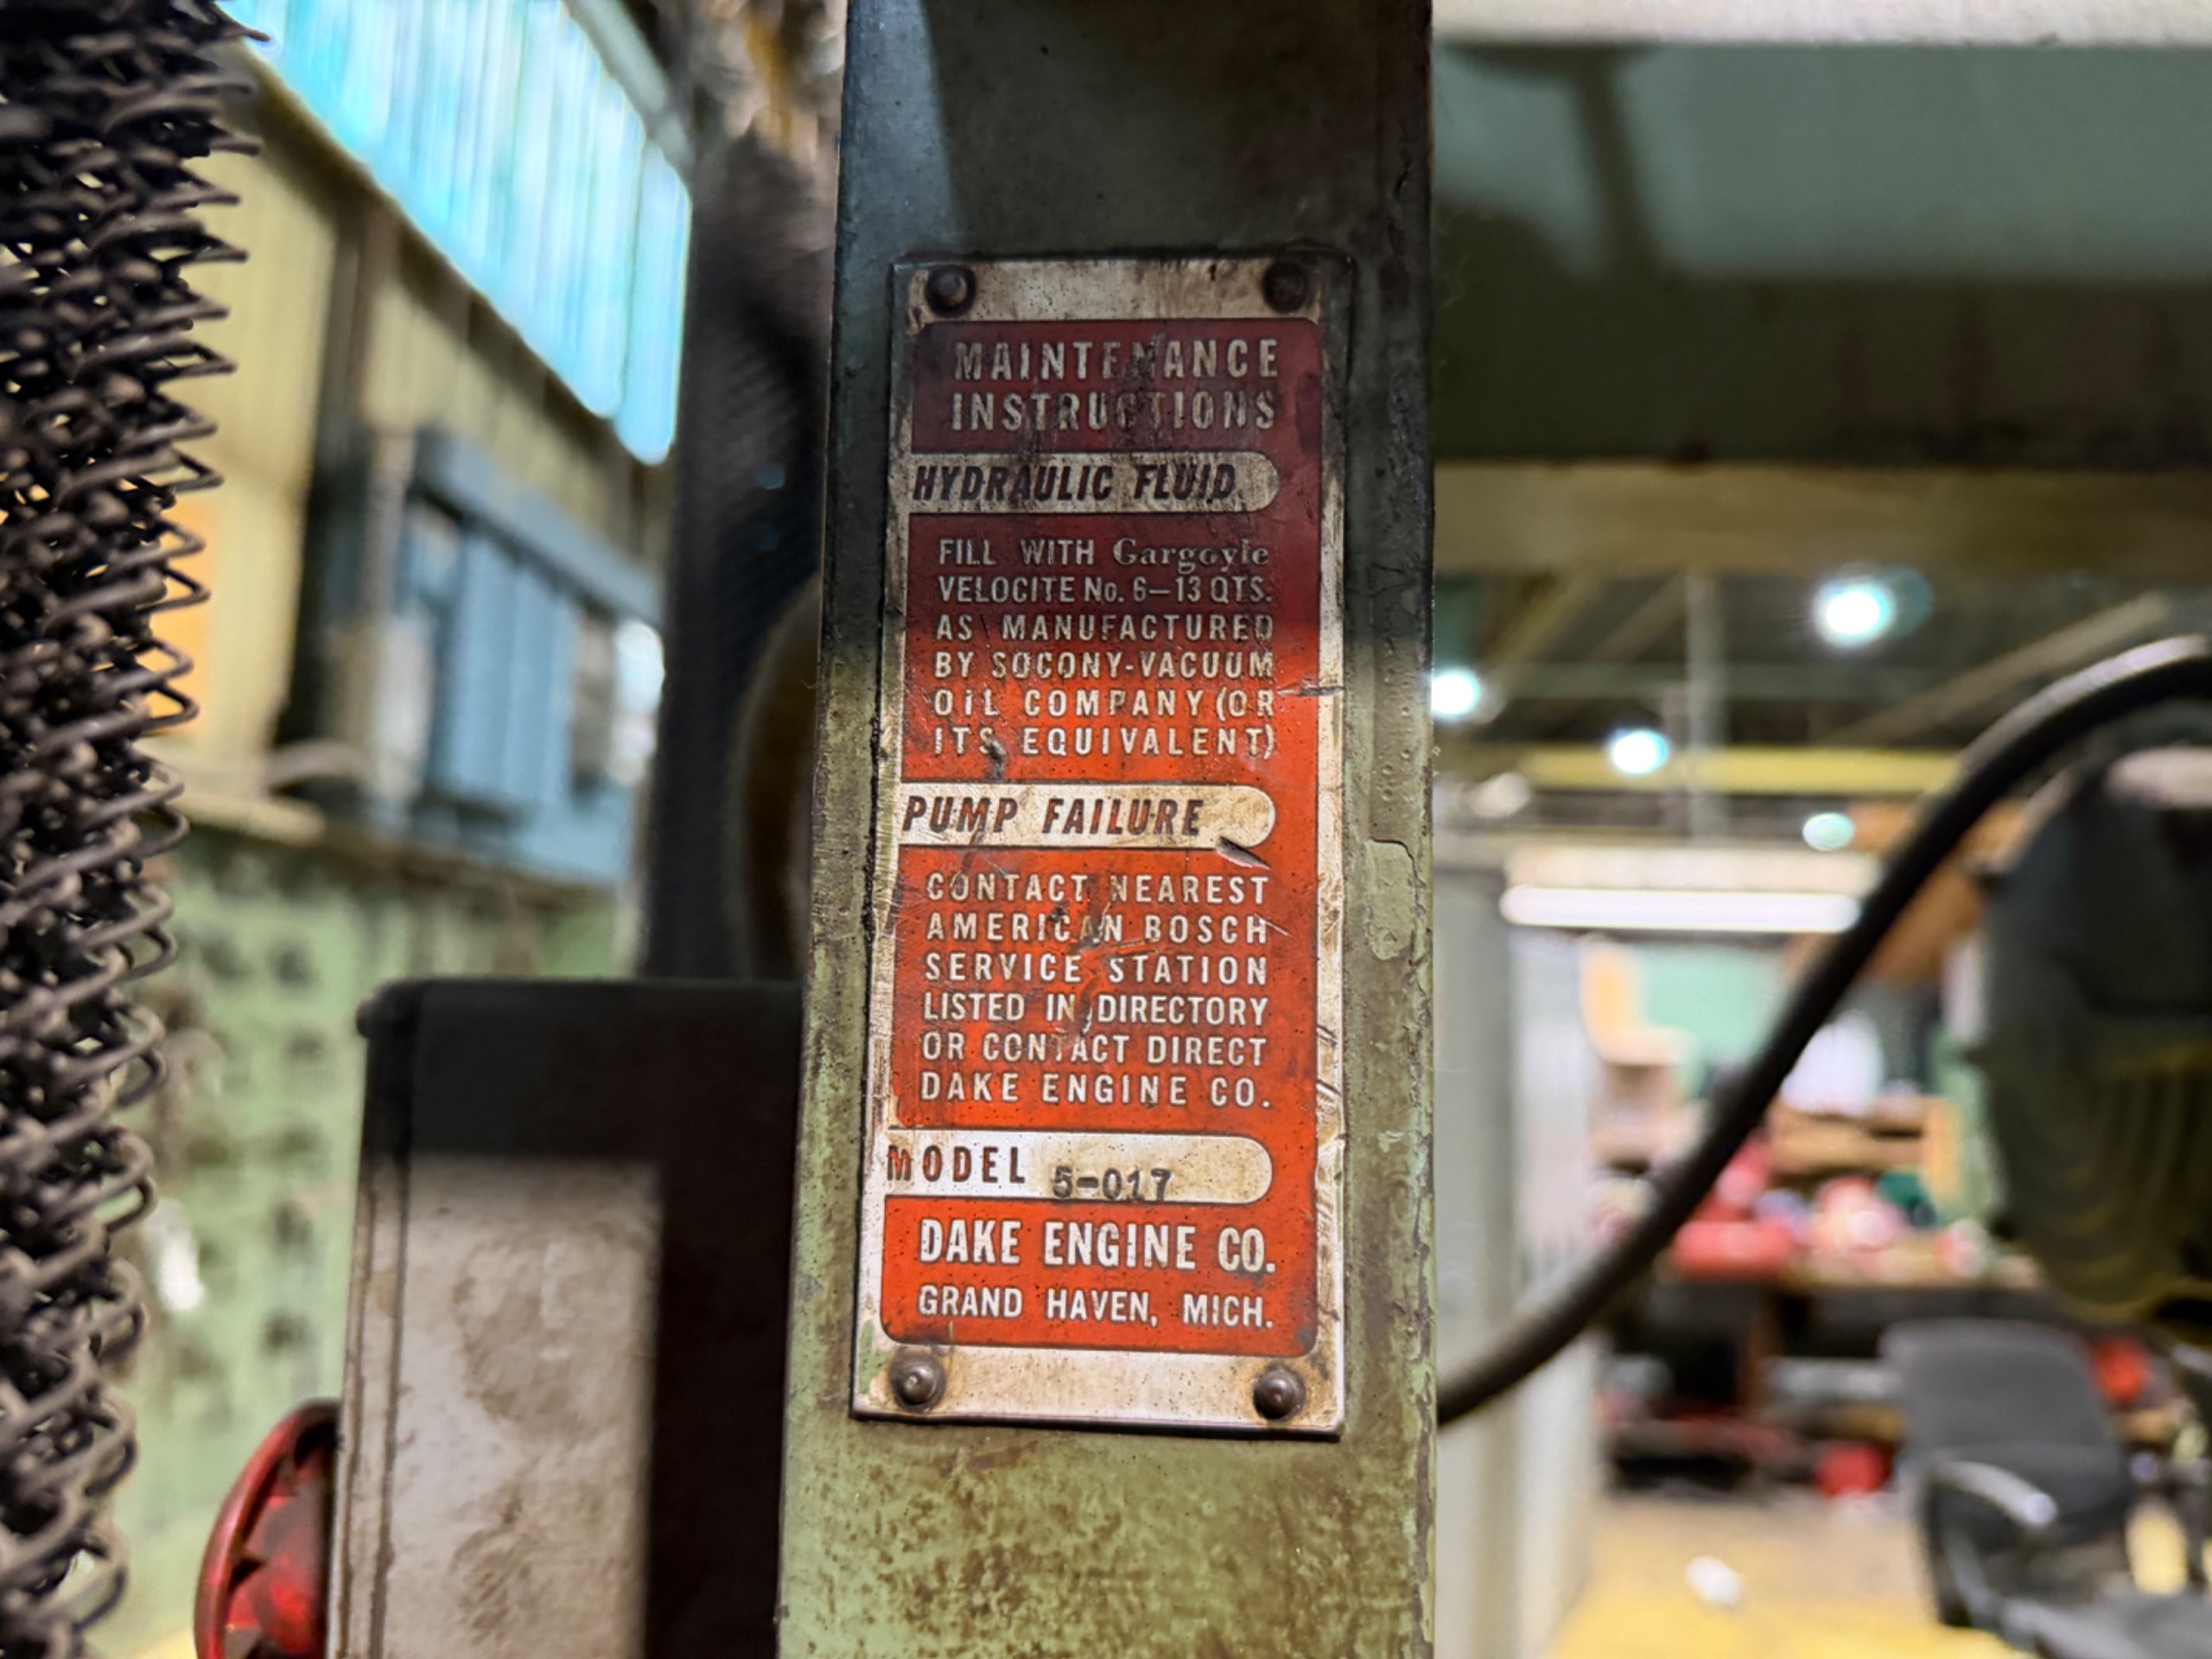 MAINTENANCE
INSTRUCTIONS
HYDRAULIC FLUID
FILL WITH Gargoyle
VELOCITE No. 6–13 QTS.
AS MANUFACTURED
BY SOCONY-VACUUM
OIL COMPANY (OR
ITS EQUIVALENT)
PUMP FAILURE
CONTACT NEAREST
AMERICAN BOSCH
SERVICE STATION
LISTED IN DIRECTORY
OR CONTACT DIRECT
DAKE ENGINE CO.
MODEL 5-017
DAKE ENGINE CO.
GRAND HAVEN, MICH.